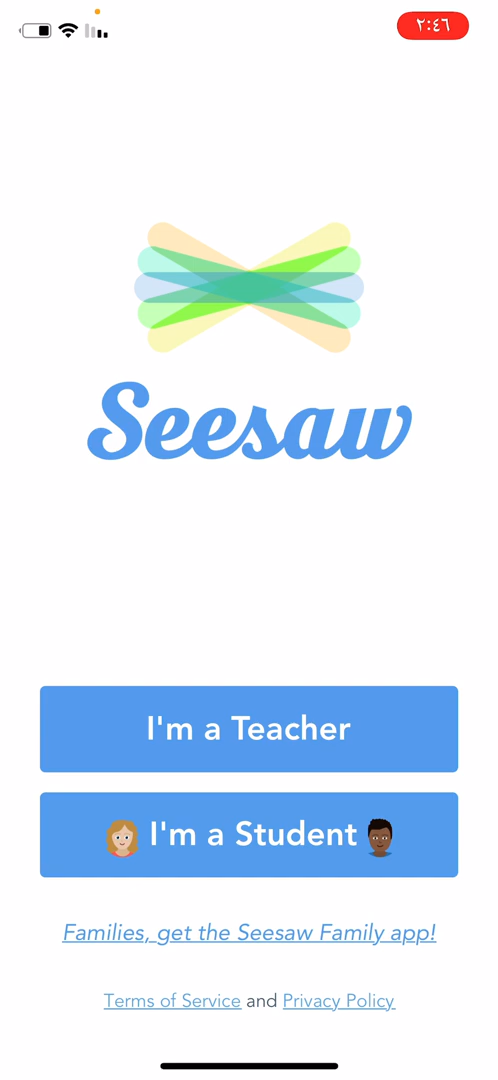 ٢:٤٦
Seesaw
I'm a Teacher
I'm a Student
Families, get the Seesaw Family app!
Terms of Service and Privacy Policy